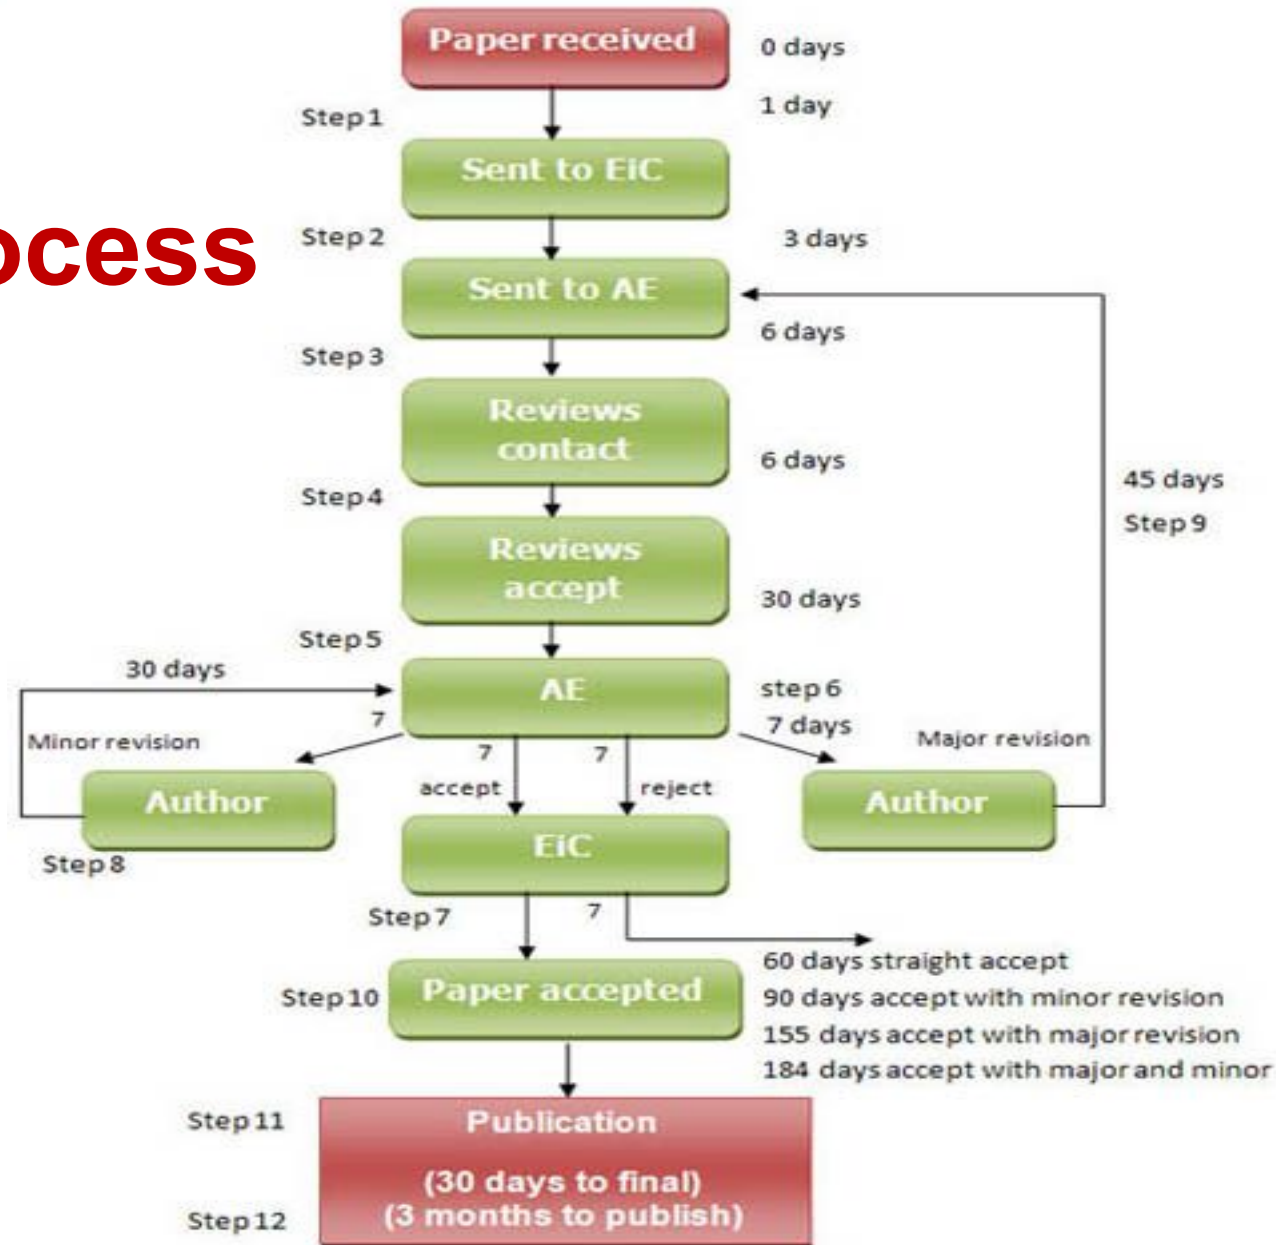 Paper received
0 days
1 day
Step 1
Sent to EiC
ocess
Step 2
3 days
Sent to AE
6 days
Step 3
Reviews
contact
6 days
45 days
Step 4
Step 9
Reviews
accept
30 days
Step 5
30 days
AE
step 6
7
7 days
Minor revision
Major revision
7
7
accept
reject
Author
Author
EiC
Step 8
Step 7
7
60 days straight accept
Step 10
Paper accepted
90 days accept with minor revision
155 days accept with major revision
184 days accept with major and minor
Step 11
Publication
(30 days to final)
(3 months to publish)
Step 12